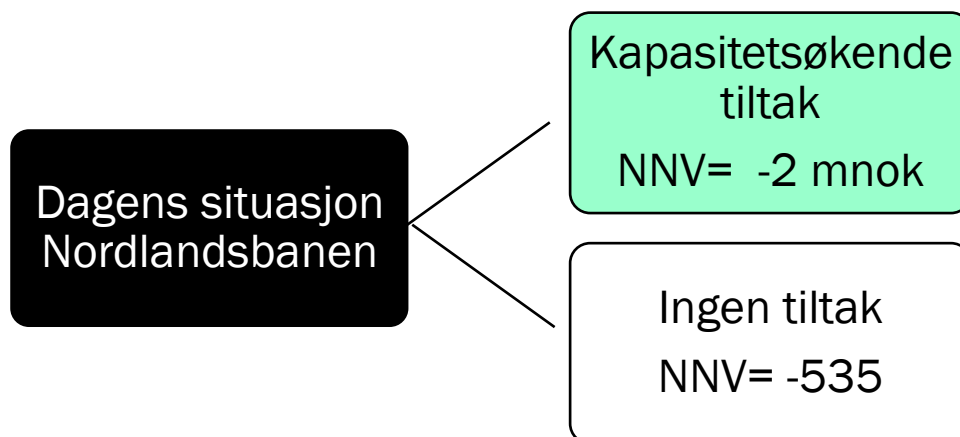 Kapasitetsøkende
tiltak
NNV= -2 mnok
Dagens situasjon
Nordlandsbanen
Ingen tiltak
NNV= -535